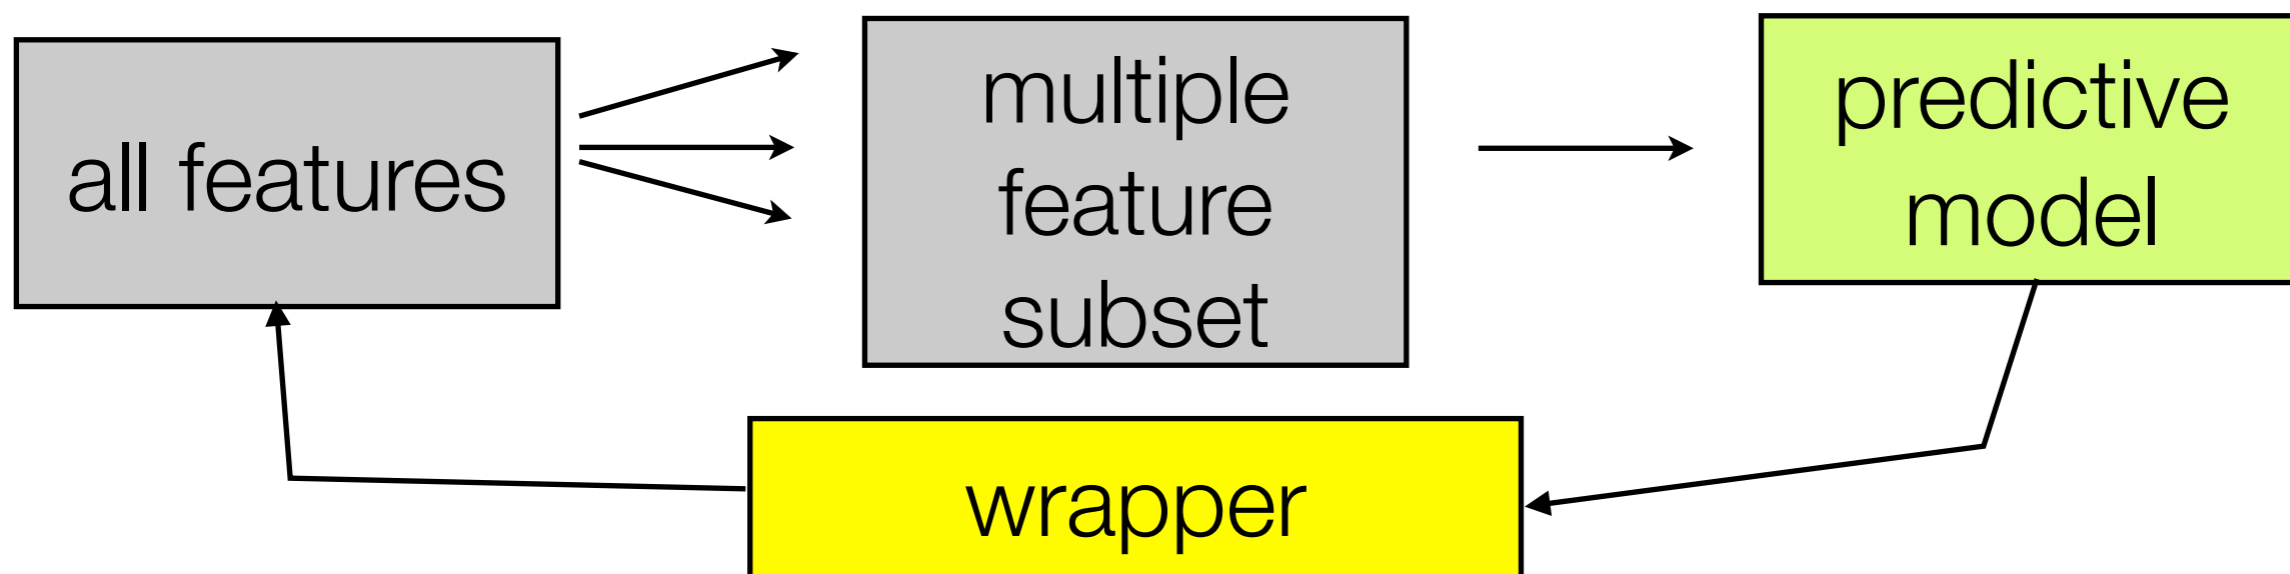 all features
multiple
feature
subset
predictive
model
wrapper